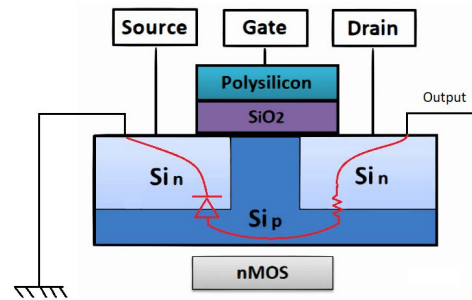 Source
Gate
Drain
Polysilicon
SiO2
Output
Si n
Si n
Si p
nMOS